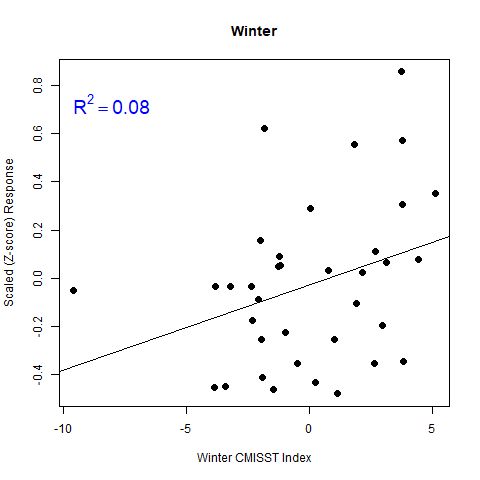 Winter
R² = 0.08
Scaled (Z-score) Response
0.8
0.6
0.4
0.2
0.0
-0.2
-0.4
-10 -5 0 5
Winter CMISST Index